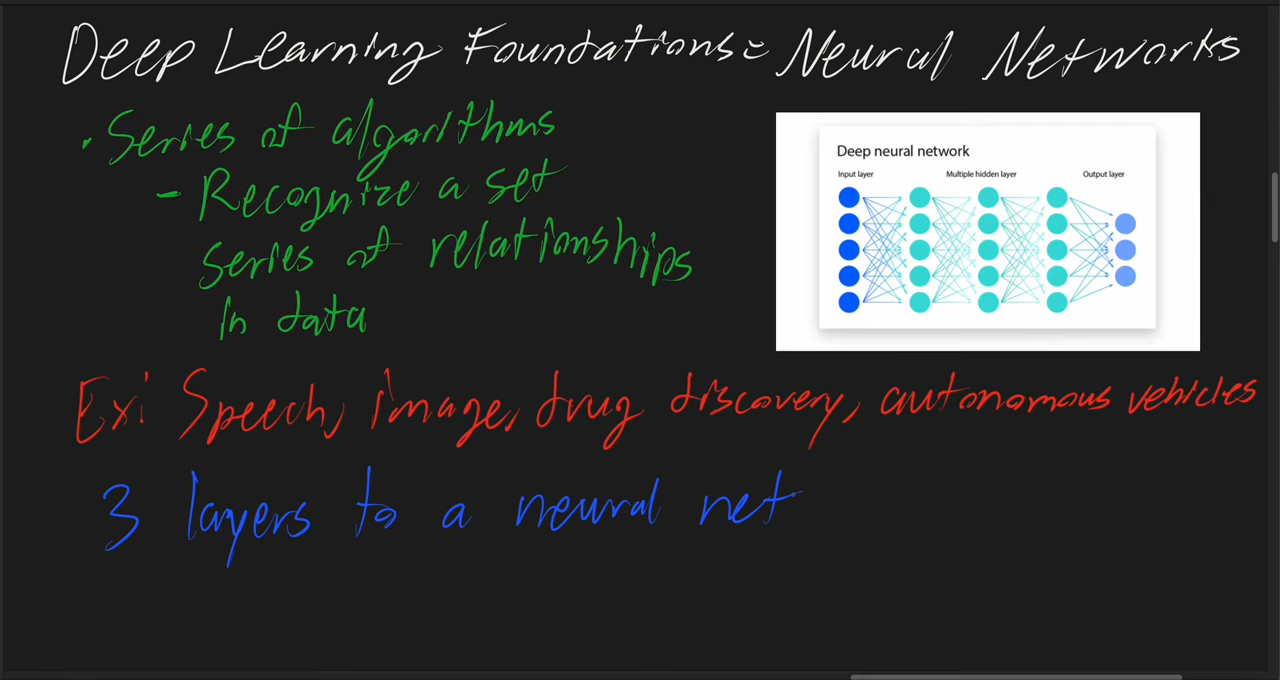 Deep Learning Foundations: Neural Networks
• Series of algorithms
- Recognize a set
series of relationships
in data
Deep neural network
Input layer Multiple hidden layer Output layer
Ex: Speech, image, drug discovery, autonomous vehicles
3 layers to a neural net